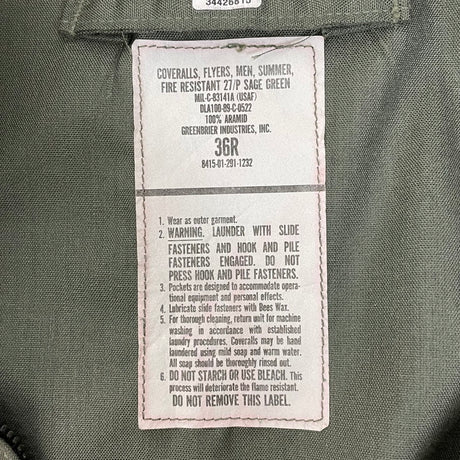 34426815
COVERALLS, FLYERS, MEN, SUMMER,
FIRE RESISTANT 27/P SAGE GREEN
MIL-C-83141A (USAF)
DLA100-89-C-0522
100% ARAMID
GREENBRIER INDUSTRIES, INC.
36R
8415-01-291-1232
1. Wear as outer garment.
2. WARNING. LAUNDER WITH SLIDE
FASTENERS AND HOOK AND PILE
FASTENERS ENGAGED. DO NOT
PRESS HOOK AND PILE FASTENERS.
3. Pockets are designed to accommodate opera-
tional equipment and personal effects.
4. Lubricate slide fasteners with Bees Wax.
5. For thorough cleaning, return unit for machine
washing in accordance with established
laundry procedures. Coveralls may be hand
laundered using mild soap and warm water.
All soap should be thoroughly rinsed out.
6. DO NOT STARCH OR USE BLEACH. This
process will deteriorate the flame resistant.
DO NOT REMOVE THIS LABEL.